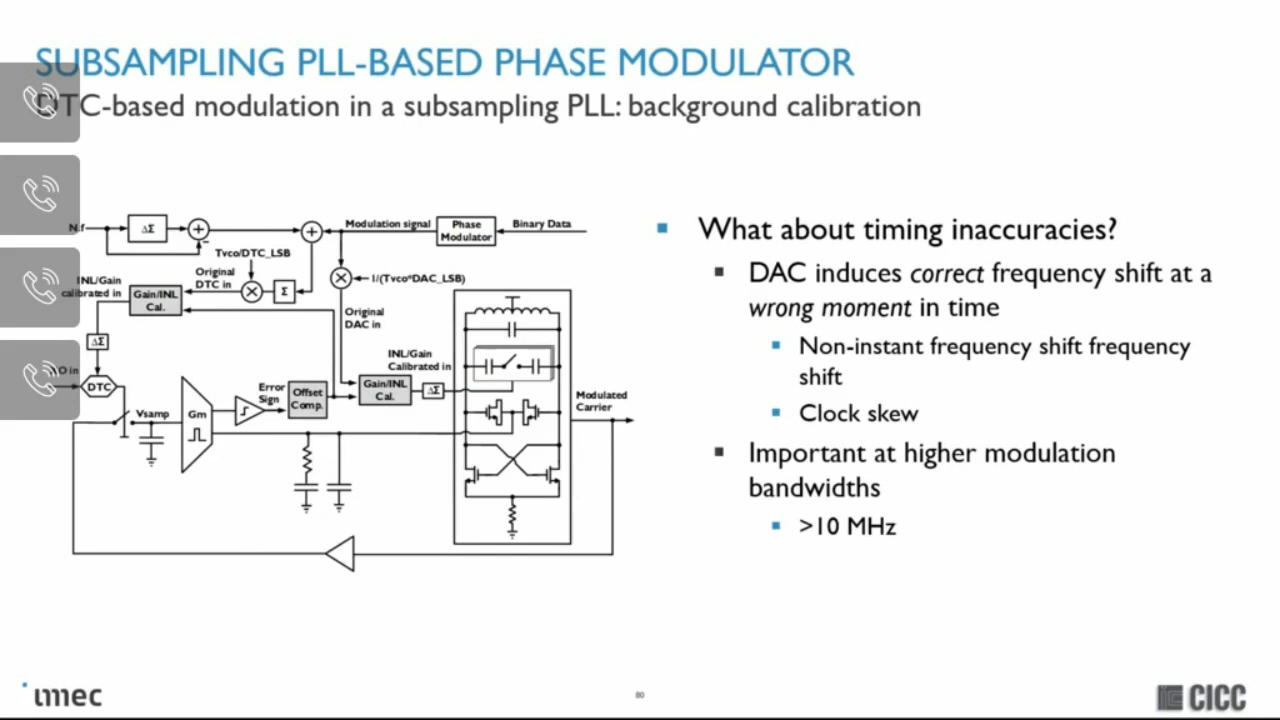 SUBSAMPLING PLL-BASED PHASE MODULATOR
DTC-based modulation in a subsampling PLL: background calibration
ΔΣ
Modulation signal
Phase
Modulator
Binary Data
Tvco/DTC_LSB
Original
DTC in
Σ
1/(Tvco*DAC_LSB)
INL/Gain
calibrated in
Gain/INL
Cal.
Original
DAC in
ΔΣ
INL/Gain
Calibrated in
DTC
Vsamp
Gm
Error
Sign
Offset
Comp.
Gain/INL
Cal.
ΔΣ
Modulated
Carrier
What about timing inaccuracies?
DAC induces correct frequency shift at a
wrong moment in time
Non-instant frequency shift frequency
shift
Clock skew
Important at higher modulation
bandwidths
>10 MHz
imec
80
CICC